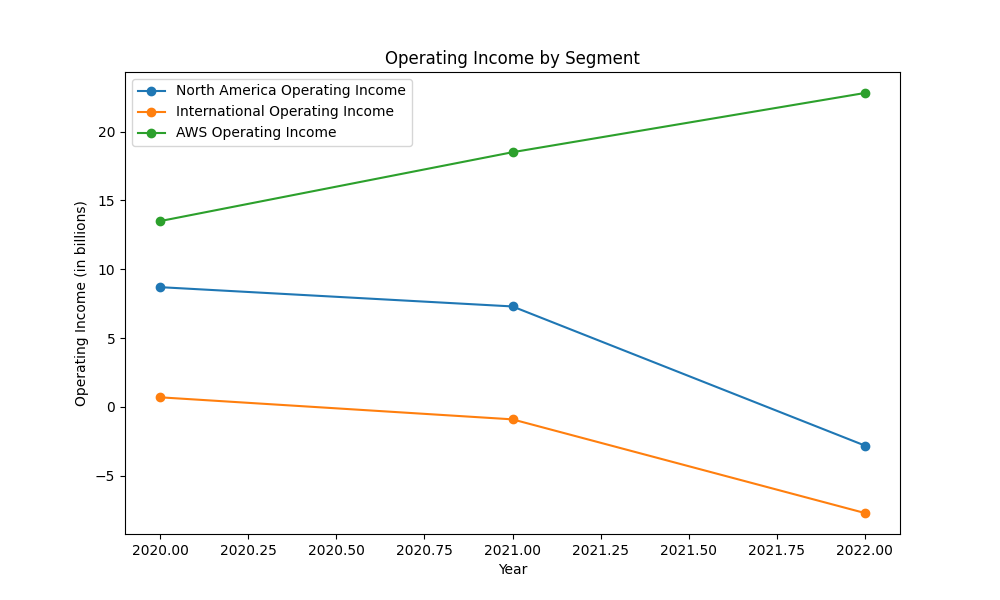 Operating Income by Segment
North America Operating Income
International Operating Income
AWS Operating Income
Operating Income (in billions)
20
15
10
5
0
−5
2020.00 2020.25 2020.50 2020.75 2021.00 2021.25 2021.50 2021.75 2022.00
Year